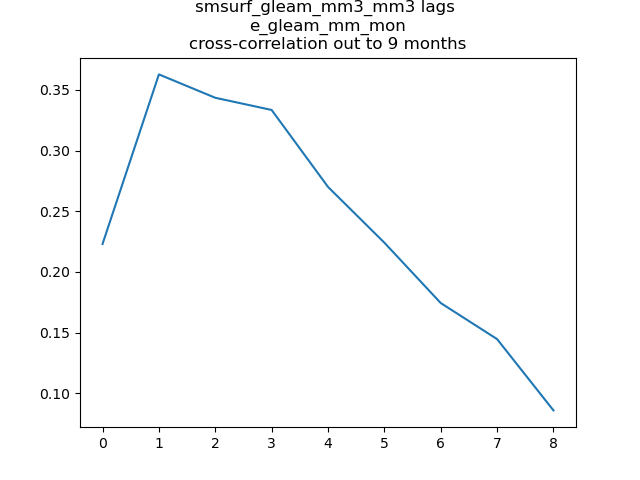 smsurf_gleam_mm3_mm3 lags
e_gleam_mm_mon
cross-correlation out to 9 months
0.35
0.30
0.25
0.20
0.15
0.10
0 1 2 3 4 5 6 7 8